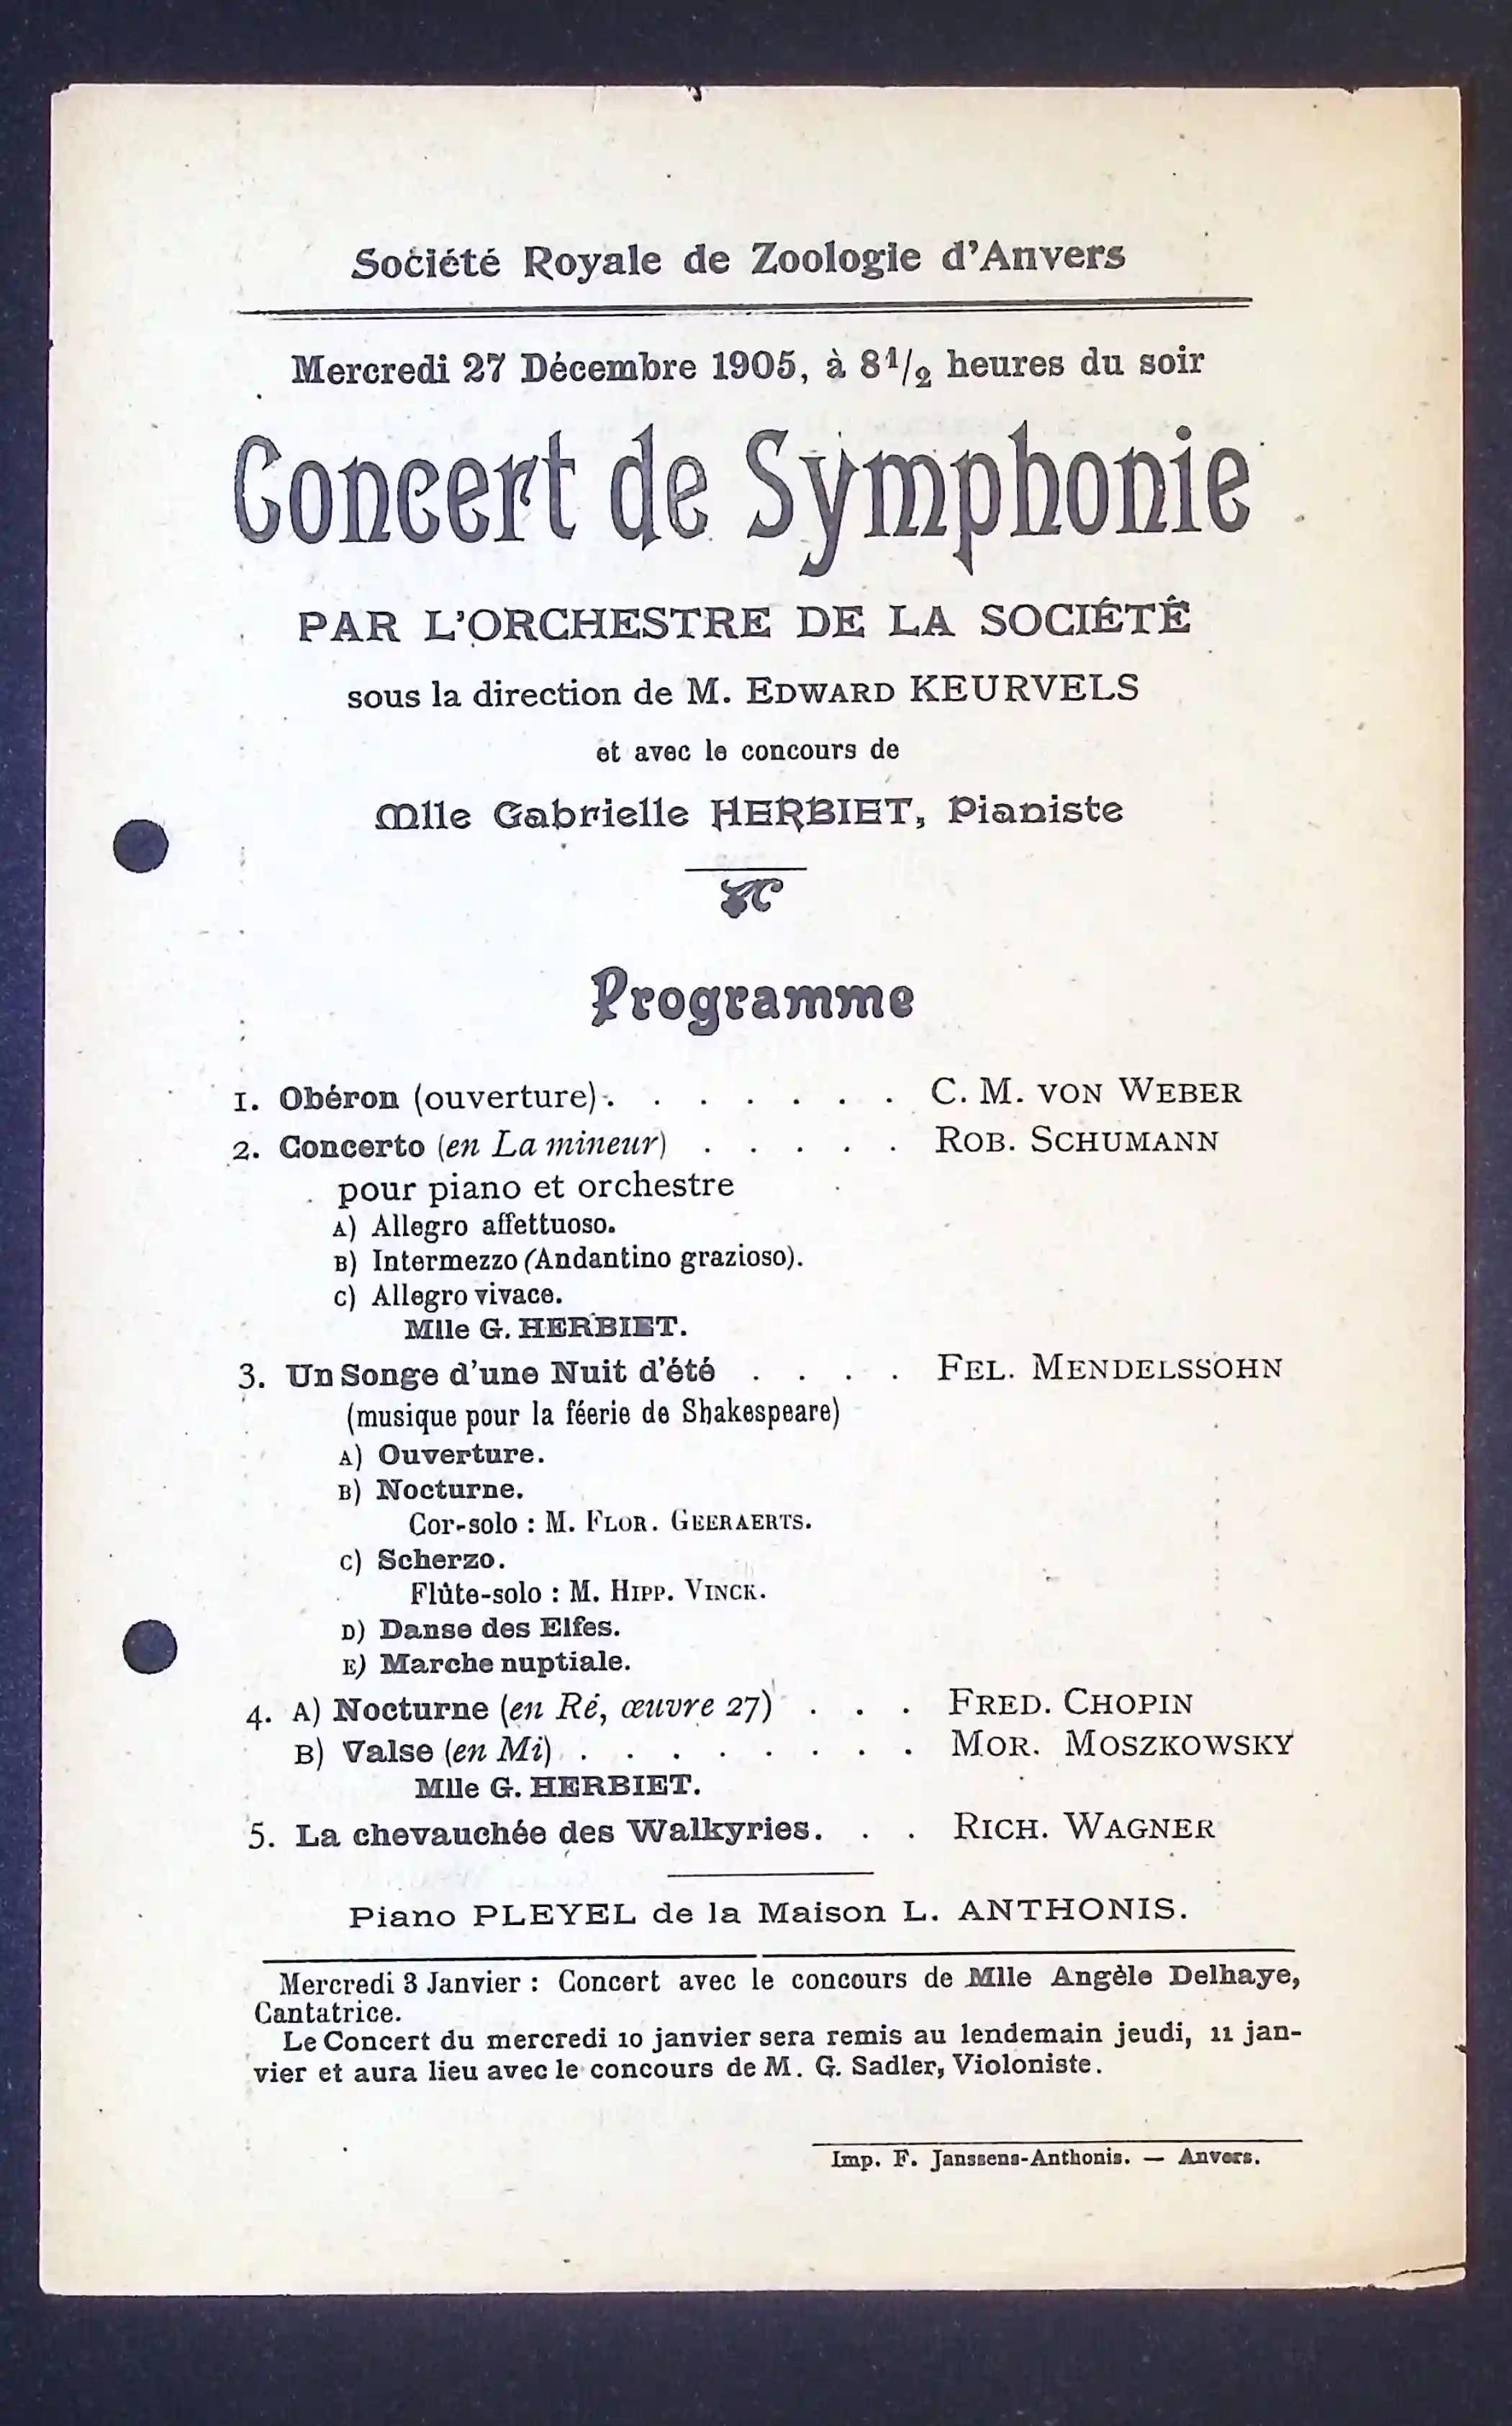 Société Royale de Zoologie d'Anvers
Mercredi 27 Décembre 1905, à 8 1/2 heures du soir
Concert de Symphonie
PAR L'ORCHESTRE DE LA SOCIÉTÉ
sous la direction de M. EDWARD KEURVELS
et avec le concours de
Mlle Gabrielle HERBIET, Pianiste
Programme
1. Obéron (ouverture) . . . . . . . C. M. VON WEBER
2. Concerto (en La mineur) . . . . . ROB. SCHUMANN
pour piano et orchestre
A) Allegro affettuoso.
B) Intermezzo (Andantino grazioso).
C) Allegro vivace.
Mlle G. HERBIET.
3. Un Songe d'une Nuit d'été . . . . FEL. MENDELSSOHN
(musique pour la féerie de Shakespeare)
A) Ouverture.
B) Nocturne.
Cor-solo : M. FLOR. GEERAERTS.
C) Scherzo.
Flûte-solo : M. HIPP. VINCK.
D) Danse des Elfes.
E) Marche nuptiale.
4. A) Nocturne (en Ré, œuvre 27) . . . FRED. CHOPIN
B) Valse (en Mi) . . . . . . . . MOR. MOSZKOWSKY
Mlle G. HERBIET.
5. La chevauchée des Walkyries. . . RICH. WAGNER
Piano PLEYEL de la Maison L. ANTHONIS.
Mercredi 3 Janvier : Concert avec le concours de Mlle Angèle Delhaye,
Cantatrice.
Le Concert du mercredi 10 janvier sera remis au lendemain jeudi, 11 jan-
vier et aura lieu avec le concours de M. G. Sadler, Violoniste.
Imp. F. Janssens-Anthonis. — Anvers.